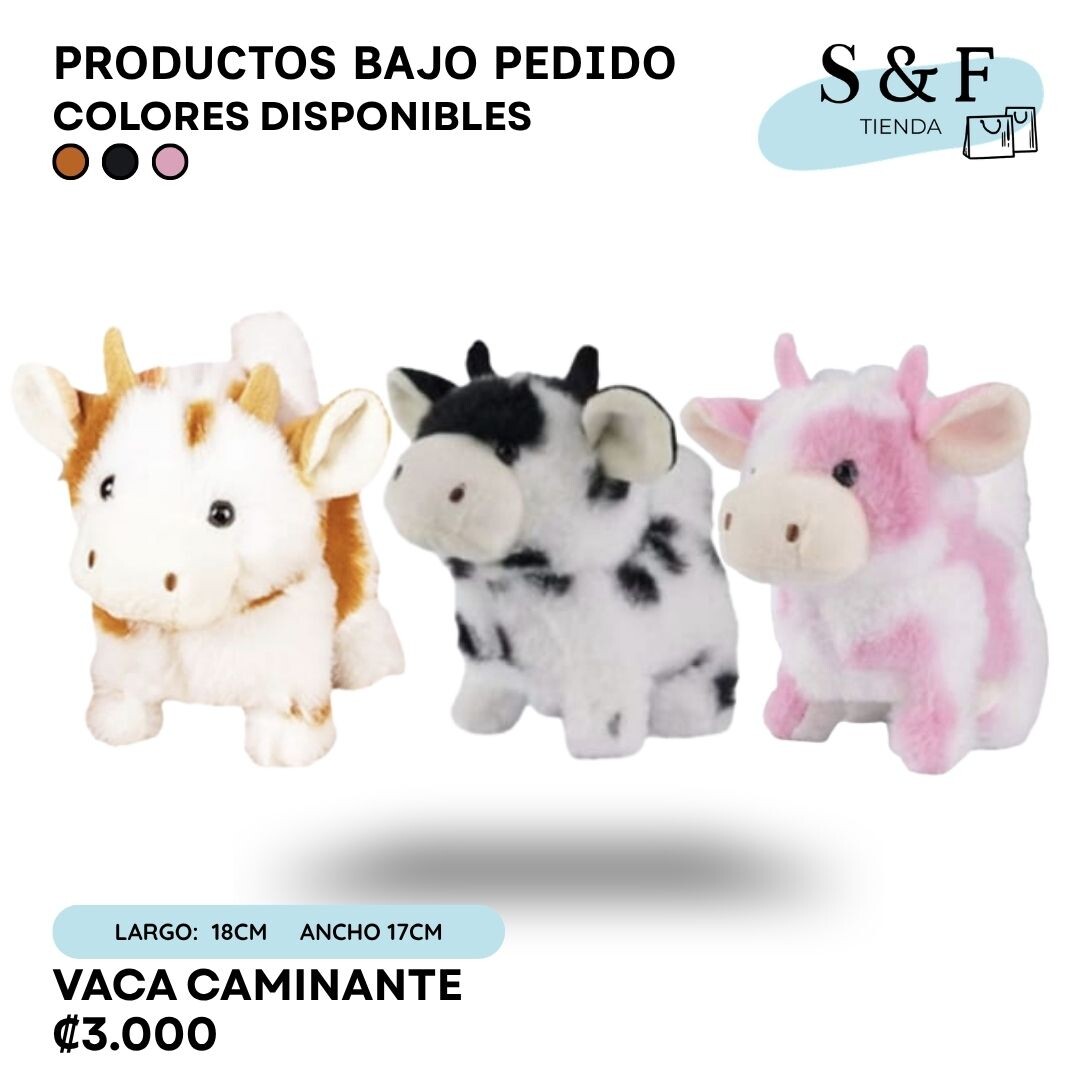 PRODUCTOS BAJO PEDIDO
COLORES DISPONIBLES
S & F
TIENDA
LARGO: 18CM ANCHO 17CM
VACA CAMINANTE
₡3.000